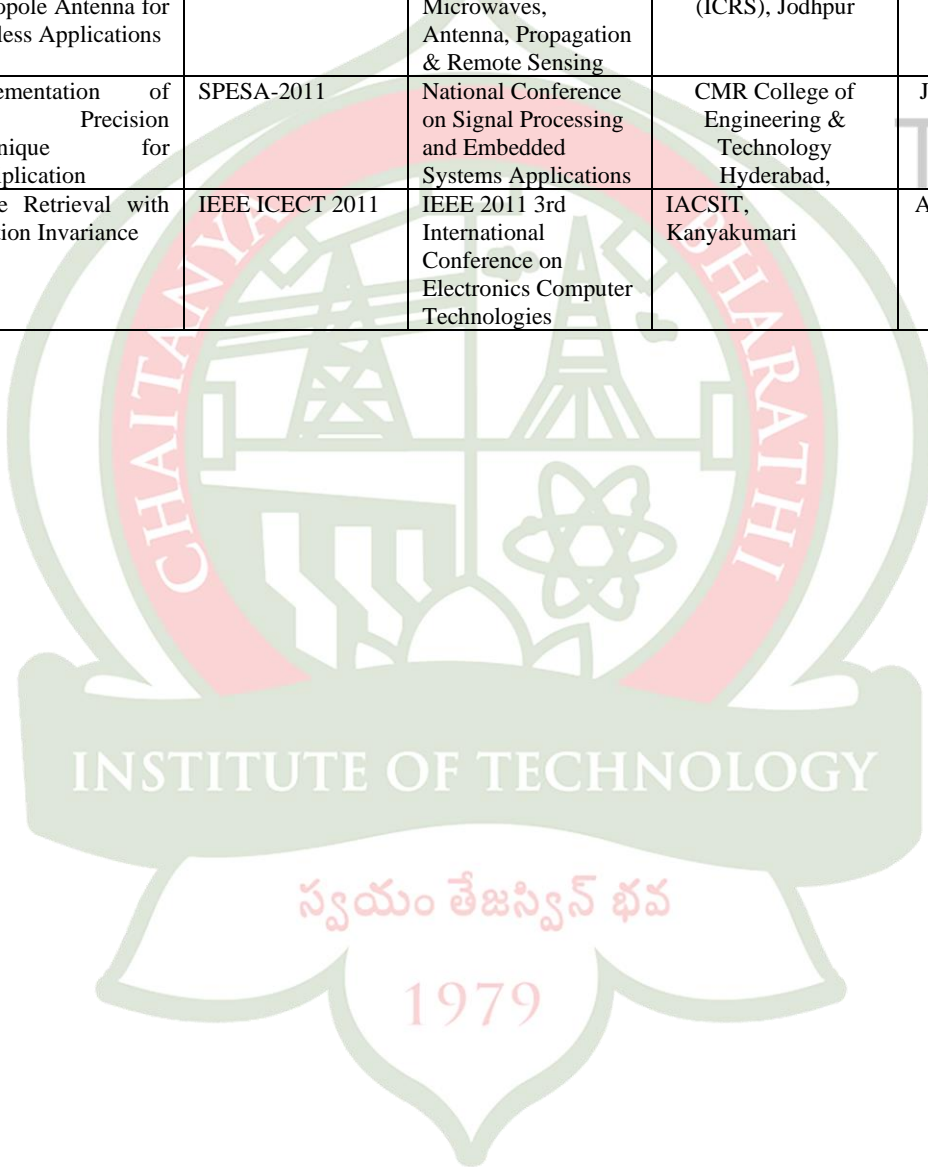 opole Antenna for
less Applications
Microwaves,
Antenna, Propagation
& Remote Sensing
(ICRS), Jodhpur
ementation of
Precision
nique for
plication
SPESA-2011
National Conference
on Signal Processing
and Embedded
Systems Applications
CMR College of
Engineering &
Technology
Hyderabad,
J
e Retrieval with
tion Invariance
IEEE ICECT 2011
IEEE 2011 3rd
International
Conference on
Electronics Computer
Technologies
IACSIT,
Kanyakumari
A
CHAITANYA BHARATHI
INSTITUTE OF TECHNOLOGY
స్వయం తేజస్విన్ భవ
1979